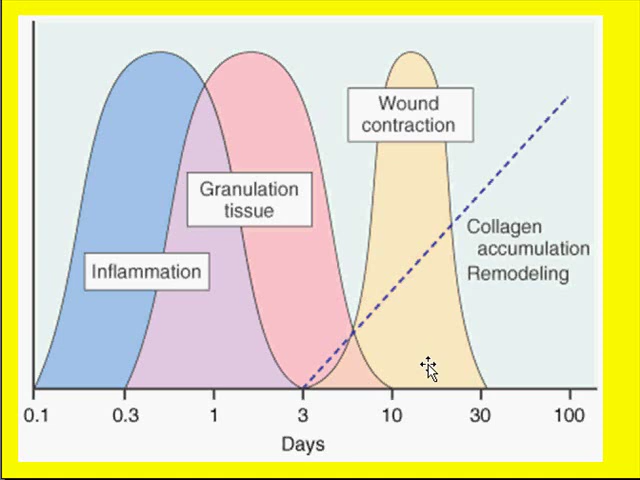 Wound
contraction
Granulation
tissue
Inflammation
Collagen
accumulation
Remodeling
0.1 0.3 1 3 10 30 100
Days